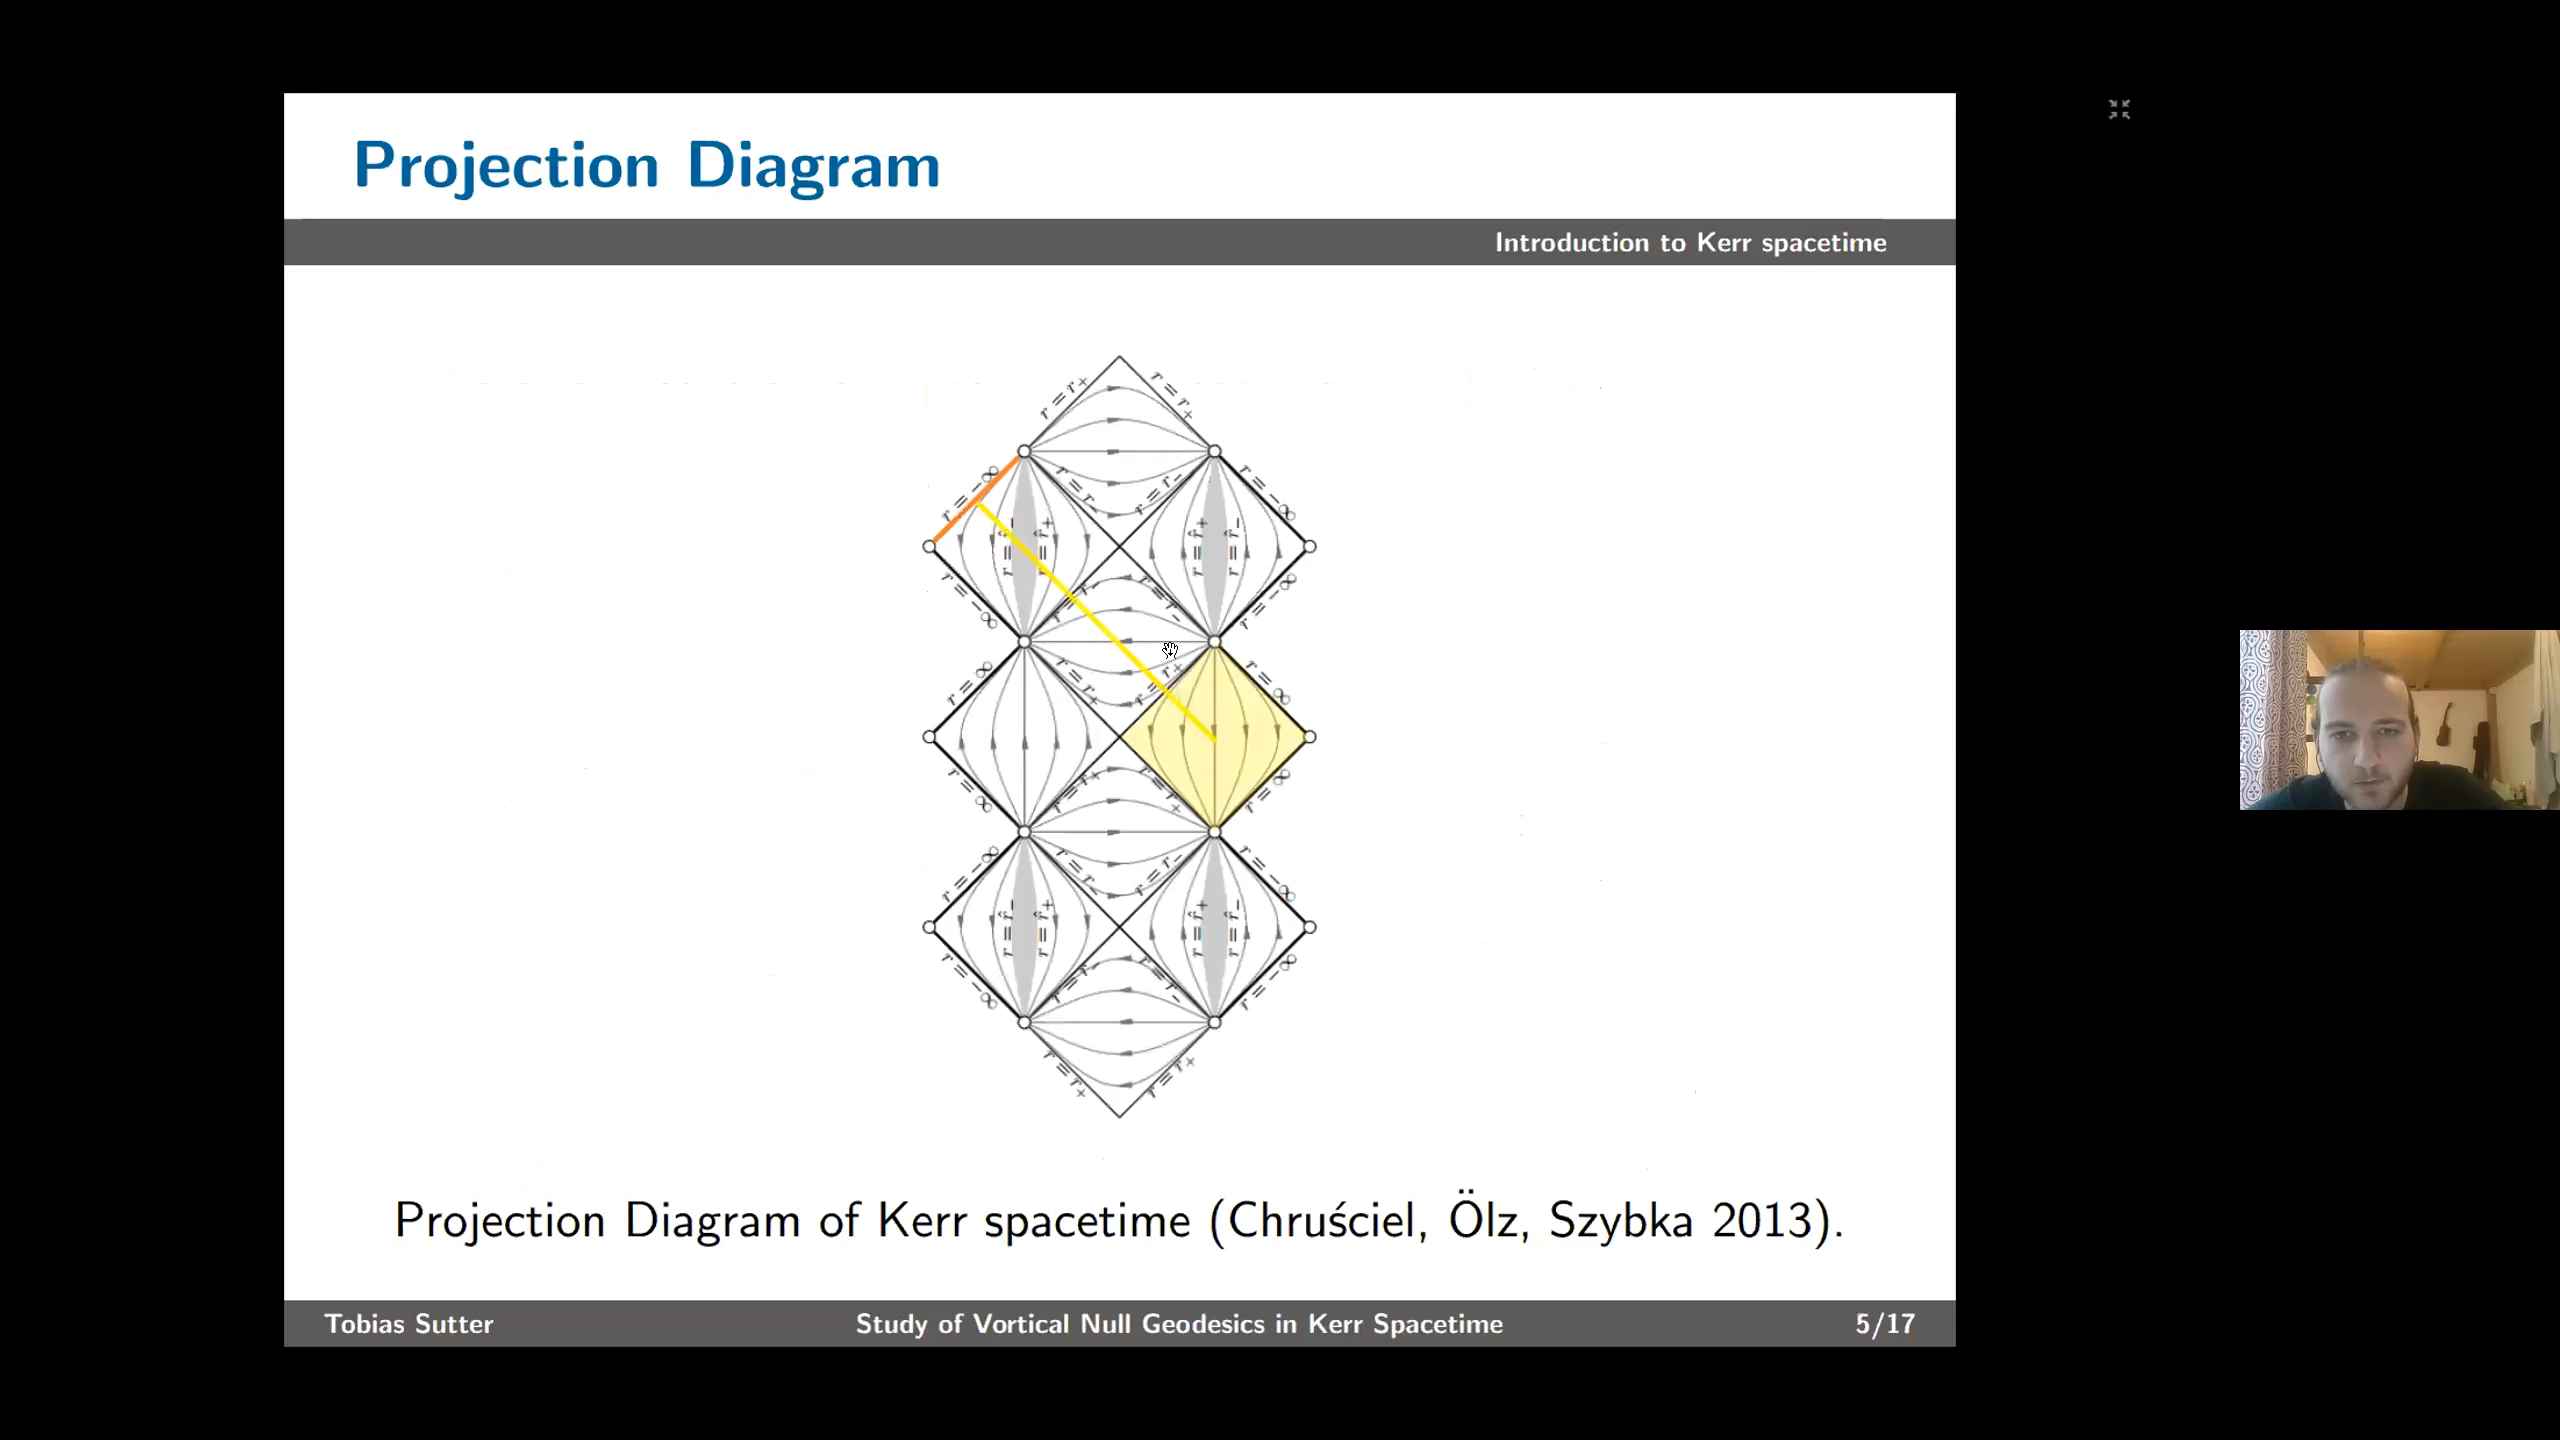 Projection Diagram
Introduction to Kerr spacetime
r = r₊
r = r₊
r = −∞
r = r₋
r = −∞
r = r̂₋
r = r̂₊
r = r̂₊
r = r̂₋
r = −∞
r = r₋
r = −∞
r = ∞
r = r₊
r = r₊
r = ∞
r = ∞
r = r₊
r = r₊
r = ∞
r = −∞
r = r₋
r = −∞
r = r̂₋
r = r̂₊
r = r̂₊
r = r̂₋
r = −∞
r = r₋
r = −∞
r = r₊
r = r₊
Projection Diagram of Kerr spacetime (Chruściel, Ölz, Szybka 2013).
Tobias Sutter
Study of Vortical Null Geodesics in Kerr Spacetime
5/17